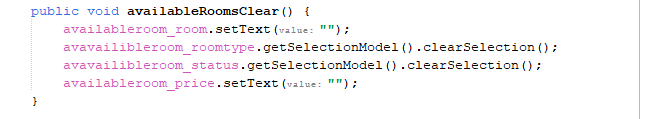 public void availableRoomsClear() {
availableroom_room.setText(value: "");
avavailibleroom_roomtype.getSelectionModel().clearSelection();
avavailibleroom_status.getSelectionModel().clearSelection();
availableroom_price.setText(value: "");
}